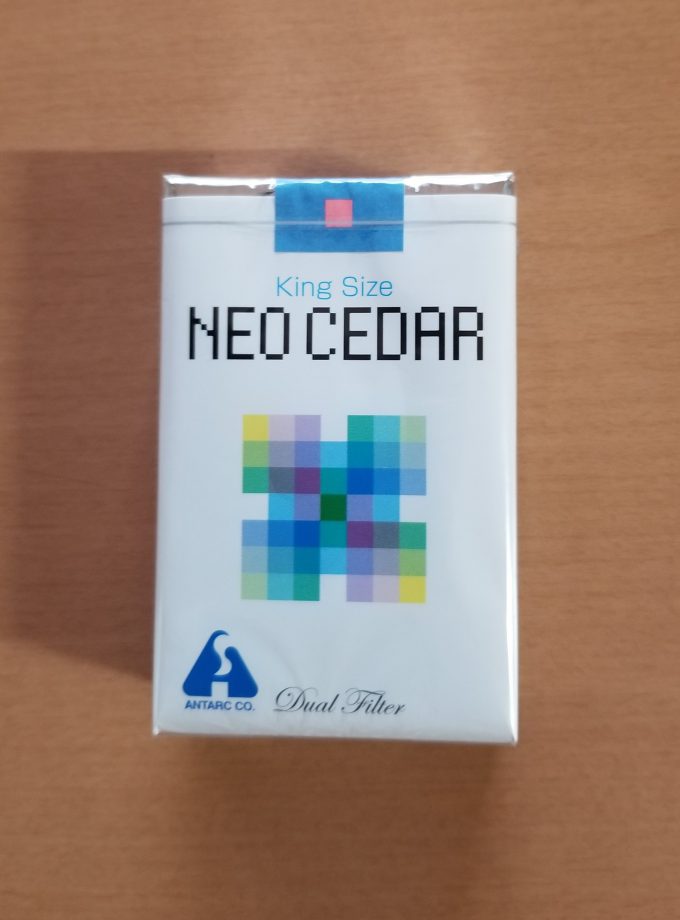 King Size
NEO CEDAR
ANTARC CO.
Dual Filter